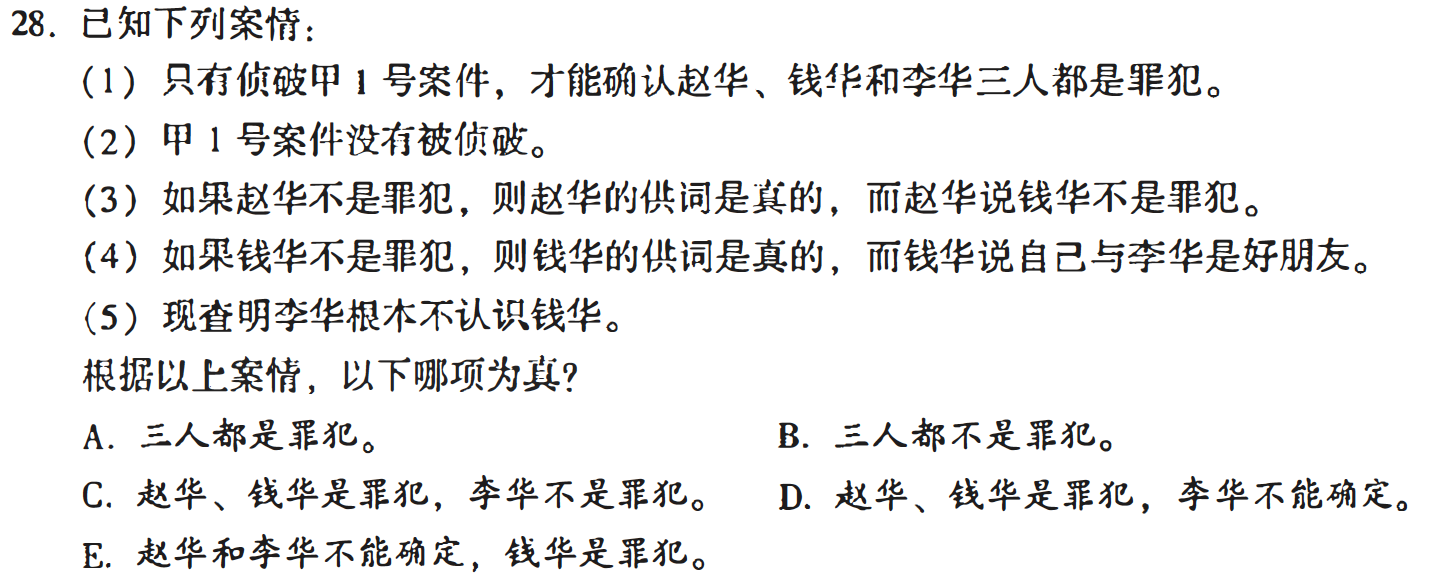 28. 已知下列案情：
（1）只有侦破甲1号案件，才能确认赵华、钱华和李华三人都是罪犯。
（2）甲1号案件没有被侦破。
（3）如果赵华不是罪犯，则赵华的供词是真的，而赵华说钱华不是罪犯。
（4）如果钱华不是罪犯，则钱华的供词是真的，而钱华说自己与李华是好朋友。
（5）现查明李华根本不认识钱华。
根据以上案情，以下哪项为真？
A. 三人都是罪犯。 B. 三人都不是罪犯。
C. 赵华、钱华是罪犯，李华不是罪犯。 D. 赵华、钱华是罪犯，李华不能确定。
E. 赵华和李华不能确定，钱华是罪犯。